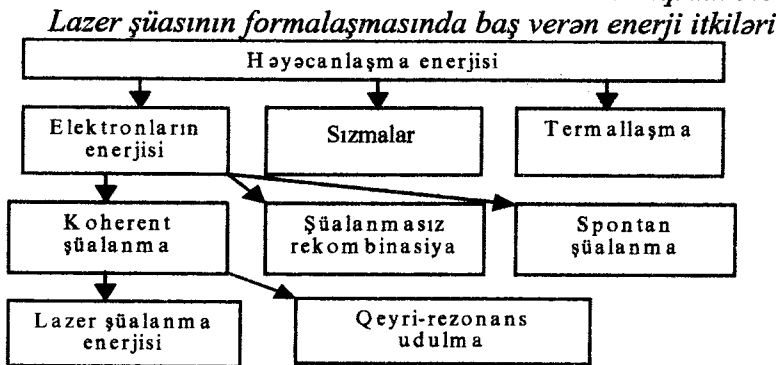 Lazer şüasının formalaşmasında baş verən enerji itkiləri
Həyəcanlaşma enerjisi
Elektronların
enerjisi
Sızmalar
Termallaşma
Koherent
şüalanma
Şüalanmasız
rekombinasiya
Spontan
şüalanma
Lazer şüalanma
enerjisi
Qeyri-rezonans
udulma